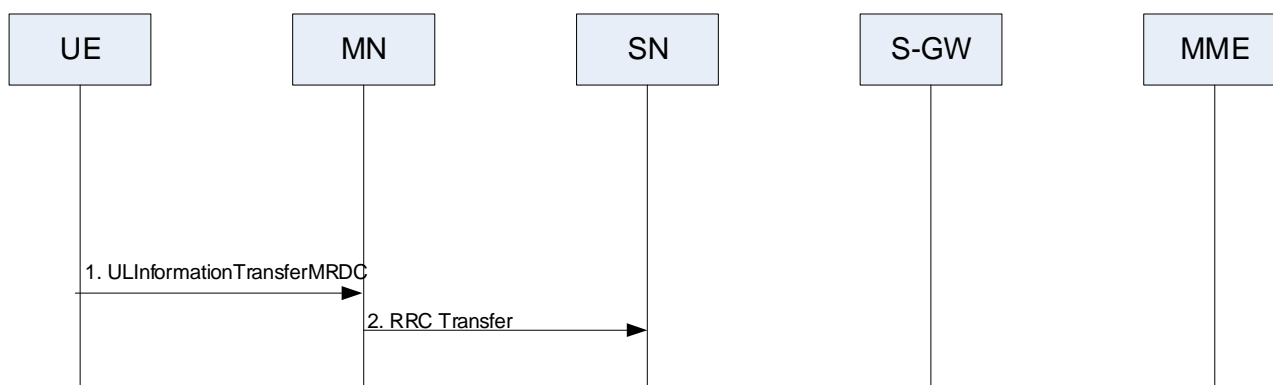 UE
MN
SN
S-GW
MME
1. ULInformationTransferMRDC
2. RRC Transfer